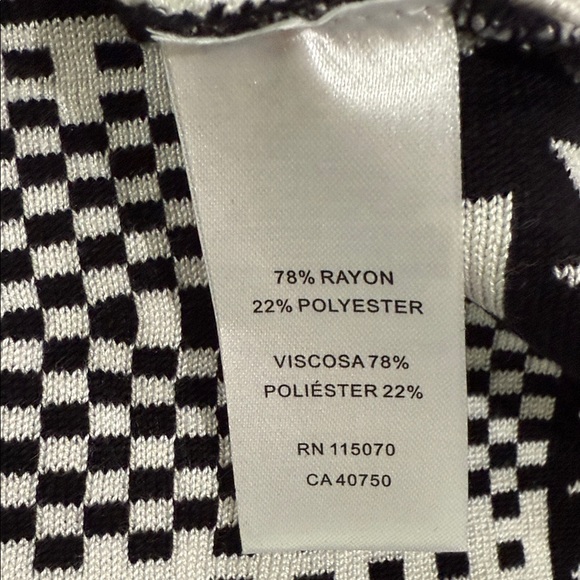 78% RAYON
22% POLYESTER
VISCOSA 78%
POLIÉSTER 22%
RN 115070
CA 40750